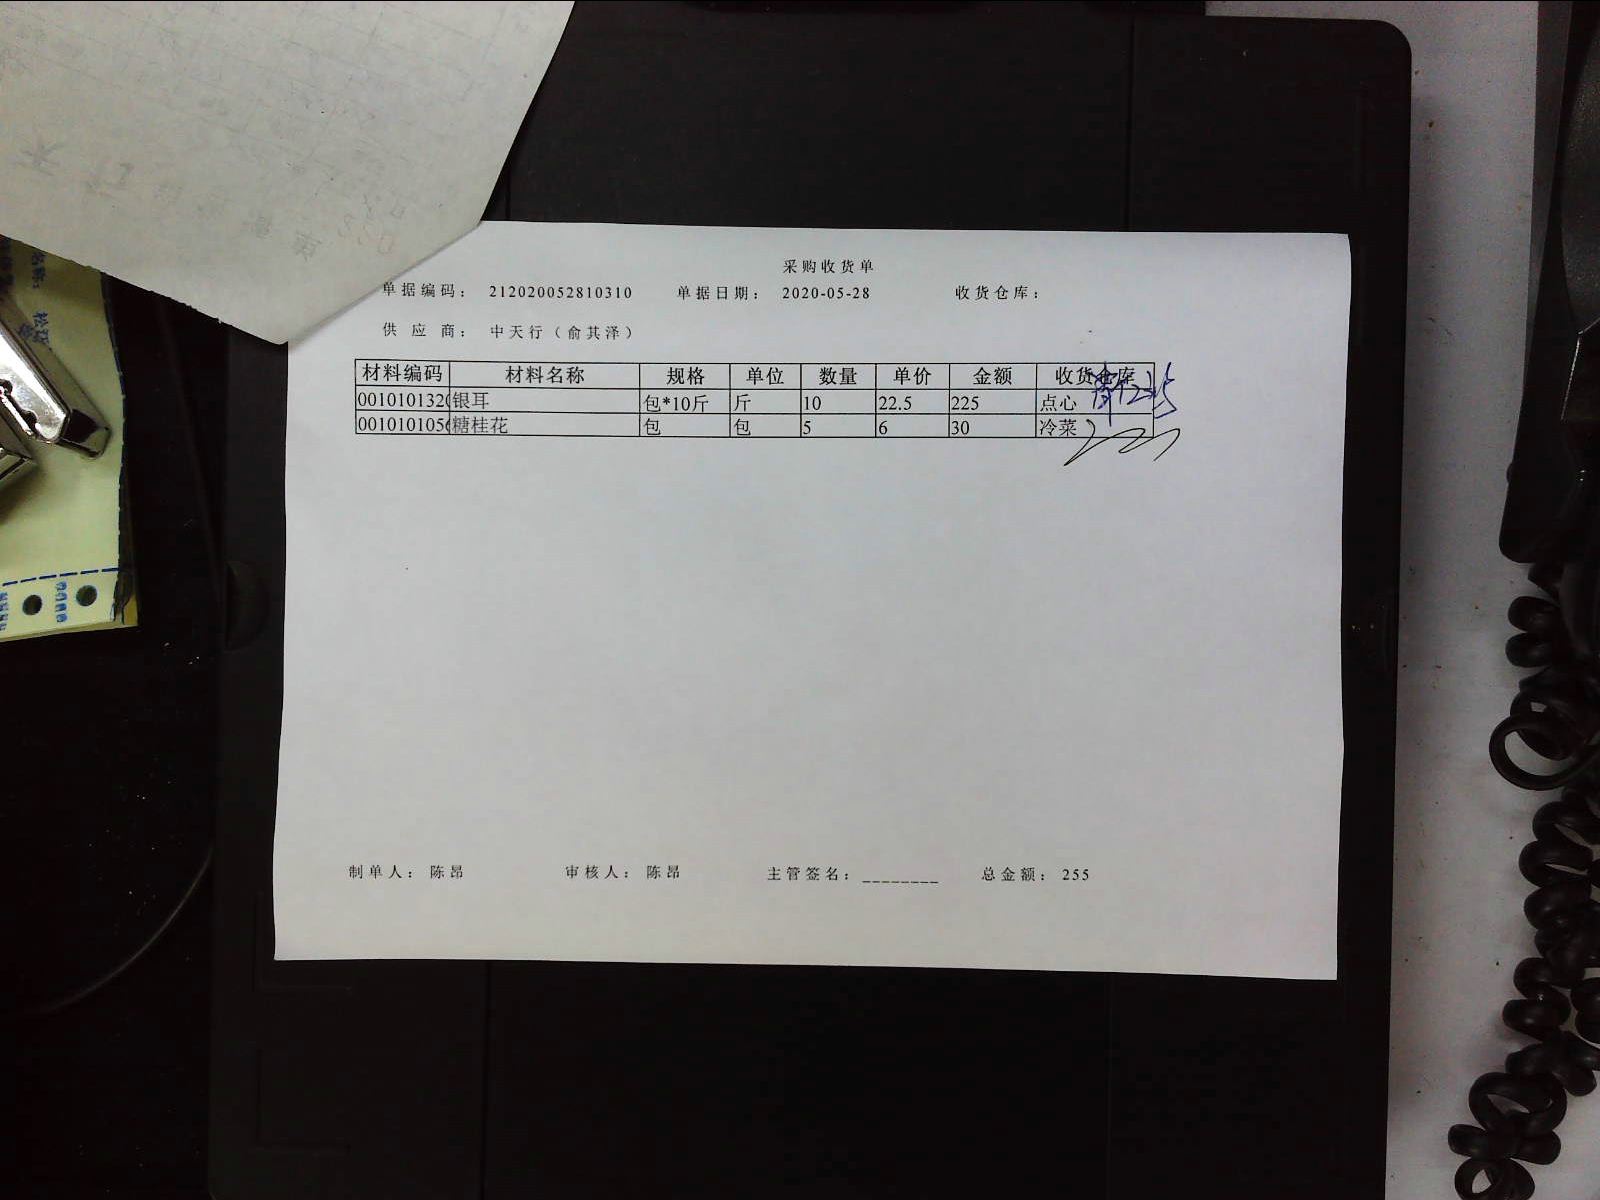 采购收货单
单据编码： 212020052810310 单据日期： 2020-05-28 收货仓库：
供 应 商： 中天行（俞其泽）
材料编码 材料名称 规格 单位 数量 单价 金额 收货仓库
0010101320 银耳 包*10斤 斤 10 22.5 225 点心
0010101056 糖桂花 包 包 5 6 30 冷菜
制单人： 陈昂 审核人： 陈昂 主管签名：________ 总金额： 255